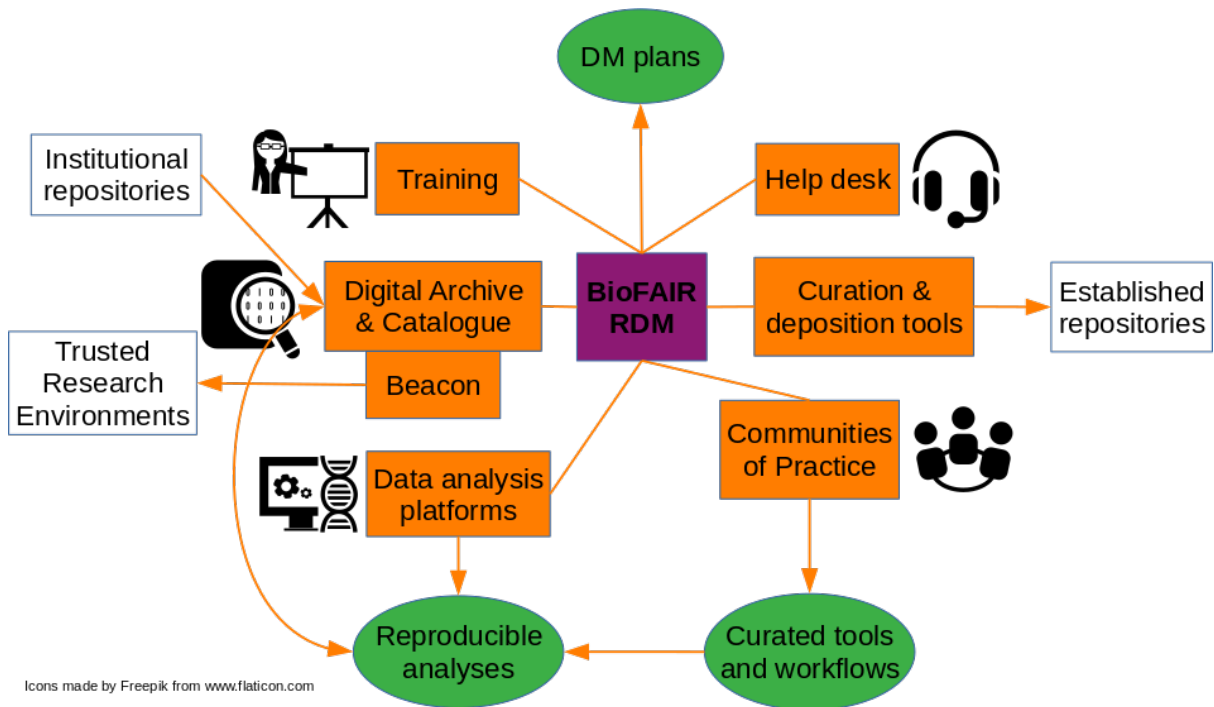 DM plans
Institutional
repositories
Training
Help desk
Digital Archive
& Catalogue
BioFAIR
RDM
Curation &
deposition tools
Established
repositories
Trusted
Research
Environments
Beacon
Communities
of Practice
Data analysis
platforms
Reproducible
analyses
Curated tools
and workflows
Icons made by Freepik from www.flaticon.com